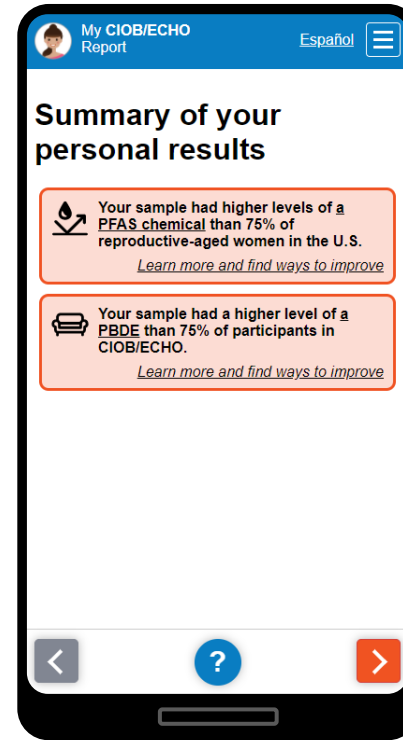 My CIOB/ECHO
Report
Español
Summary of your
personal results
Your sample had higher levels of a
PFAS chemical than 75% of
reproductive-aged women in the U.S.
Learn more and find ways to improve
Your sample had a higher level of a
PBDE than 75% of participants in
CIOB/ECHO.
Learn more and find ways to improve
?